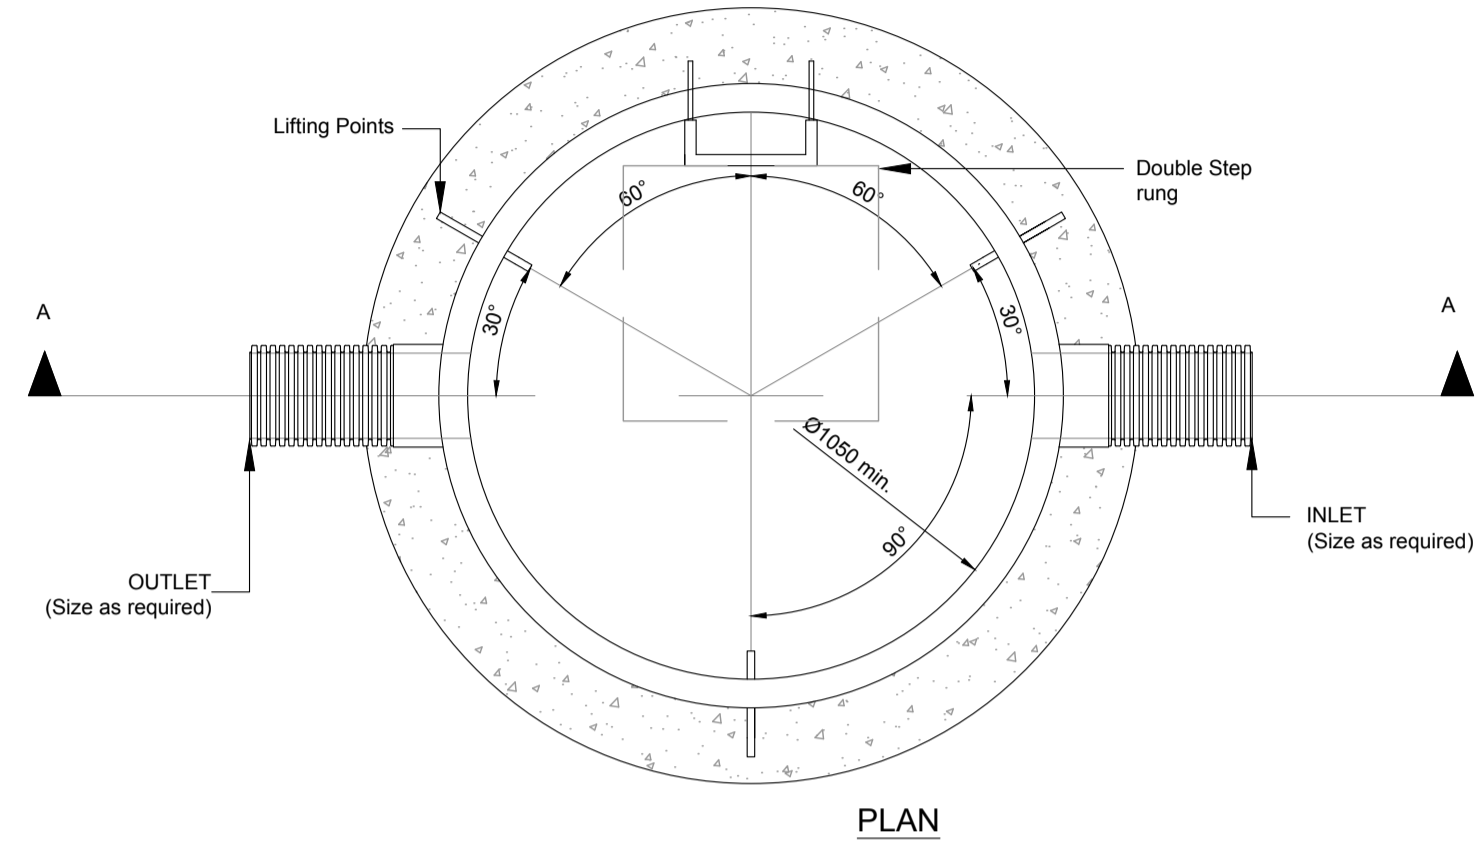 Lifting Points
Double Step
rung
60°
60°
30°
30°
A
A
Ø1050 min.
90°
INLET
(Size as required)
OUTLET
(Size as required)
PLAN